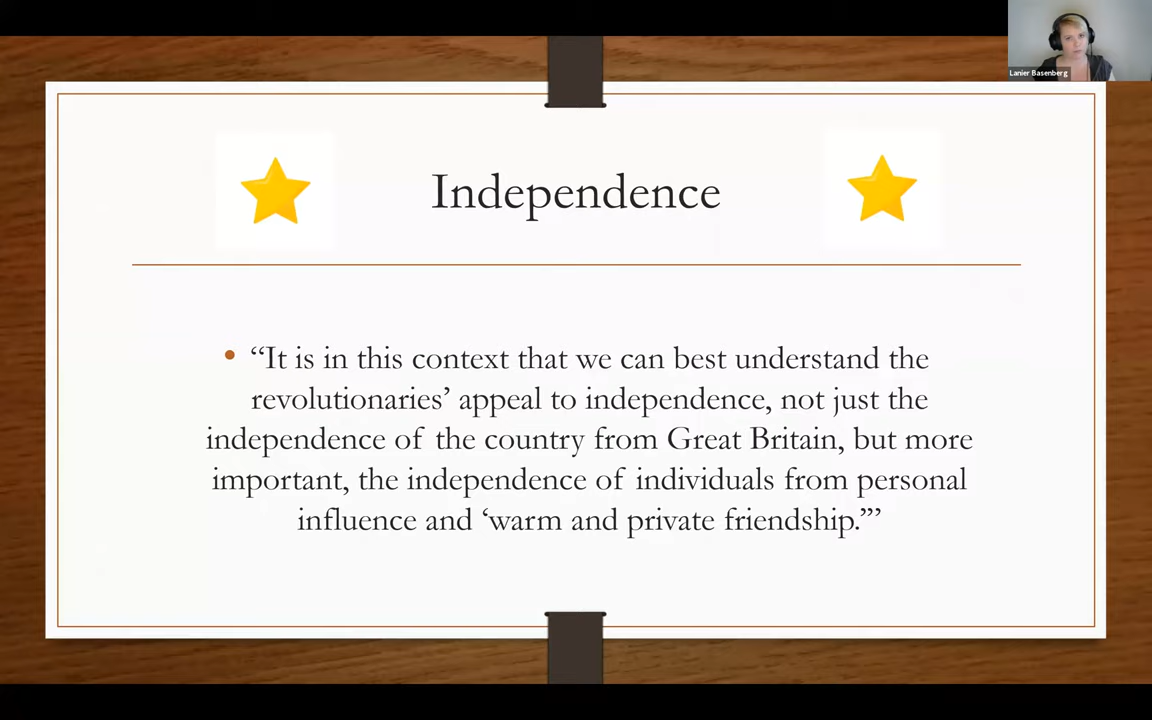 Lanier Basenberg
Independence
• “It is in this context that we can best understand the
revolutionaries’ appeal to independence, not just the
independence of the country from Great Britain, but more
important, the independence of individuals from personal
influence and ‘warm and private friendship.”’